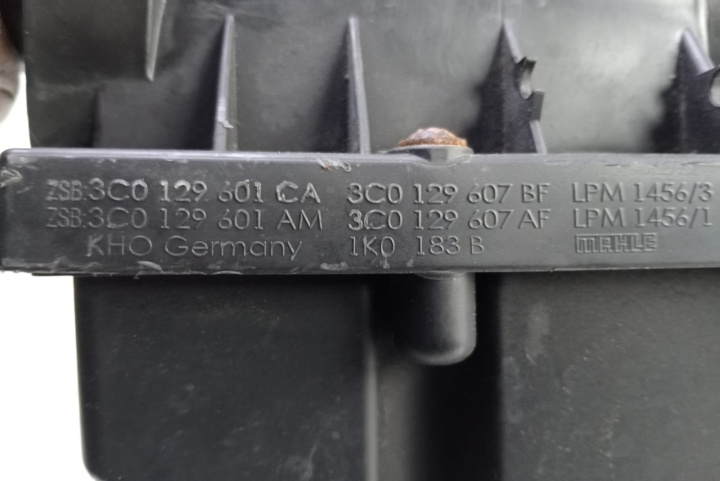 ZSB:3C0 129 601 CA 3C0 129 607 BF LPM 1456/3
ZSB:3C0 129 601 AM 3C0 129 607 AF LPM 1456/1
KHO Germany 1K0 183 B MAHLE